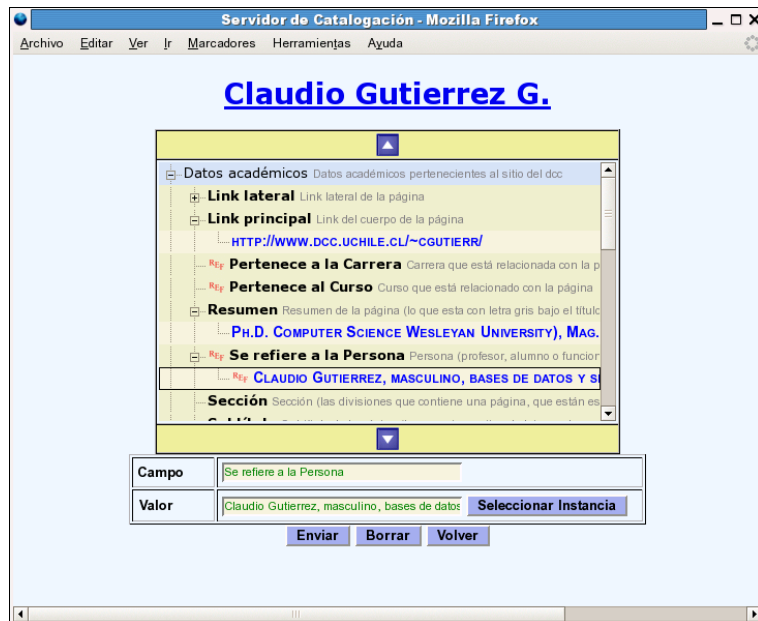 Servidor de Catalogación - Mozilla Firefox
Archivo Editar Ver Ir Marcadores Herramientas Ayuda
Claudio Gutierrez G.
Datos académicos Datos académicos pertenecientes al sitio del dcc
Link lateral Link lateral de la página
Link principal Link del cuerpo de la página
HTTP://WWW.DCC.UCHILE.CL/~CGUTIERR/
REF Pertenece a la Carrera Carrera que está relacionada con la p
REF Pertenece al Curso Curso que está relacionado con la página
Resumen Resumen de la página (lo que esta con letra gris bajo el título
PH.D. COMPUTER SCIENCE WESLEYAN UNIVERSITY), MAG.
REF Se refiere a la Persona Persona (profesor, alumno o funcior
REF CLAUDIO GUTIERREZ, MASCULINO, BASES DE DATOS Y SI
Sección Sección (las divisiones que contiene una página, que están es
Campo Se refiere a la Persona
Valor Claudio Gutierrez, masculino, bases de datos Seleccionar Instancia
Enviar Borrar Volver